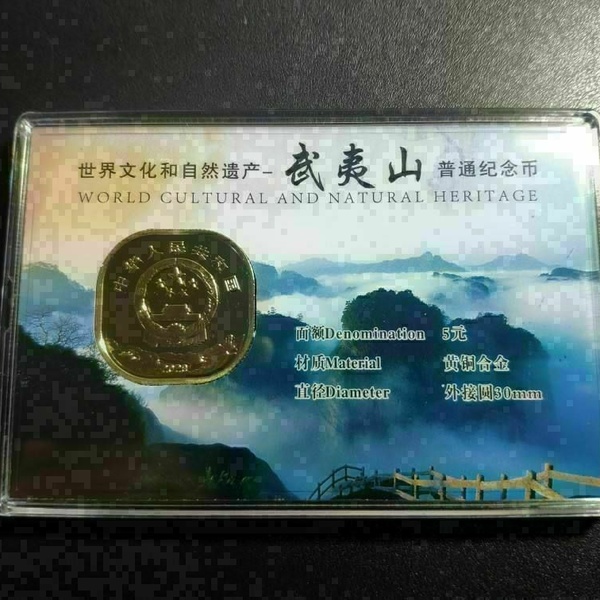 世界文化和自然遗产- 武夷山 普通纪念币
WORLD CULTURAL AND NATURAL HERITAGE
中华人民共和国
面额Denomination 5元
材质Material 黄铜合金
直径Diameter 外接圆30mm